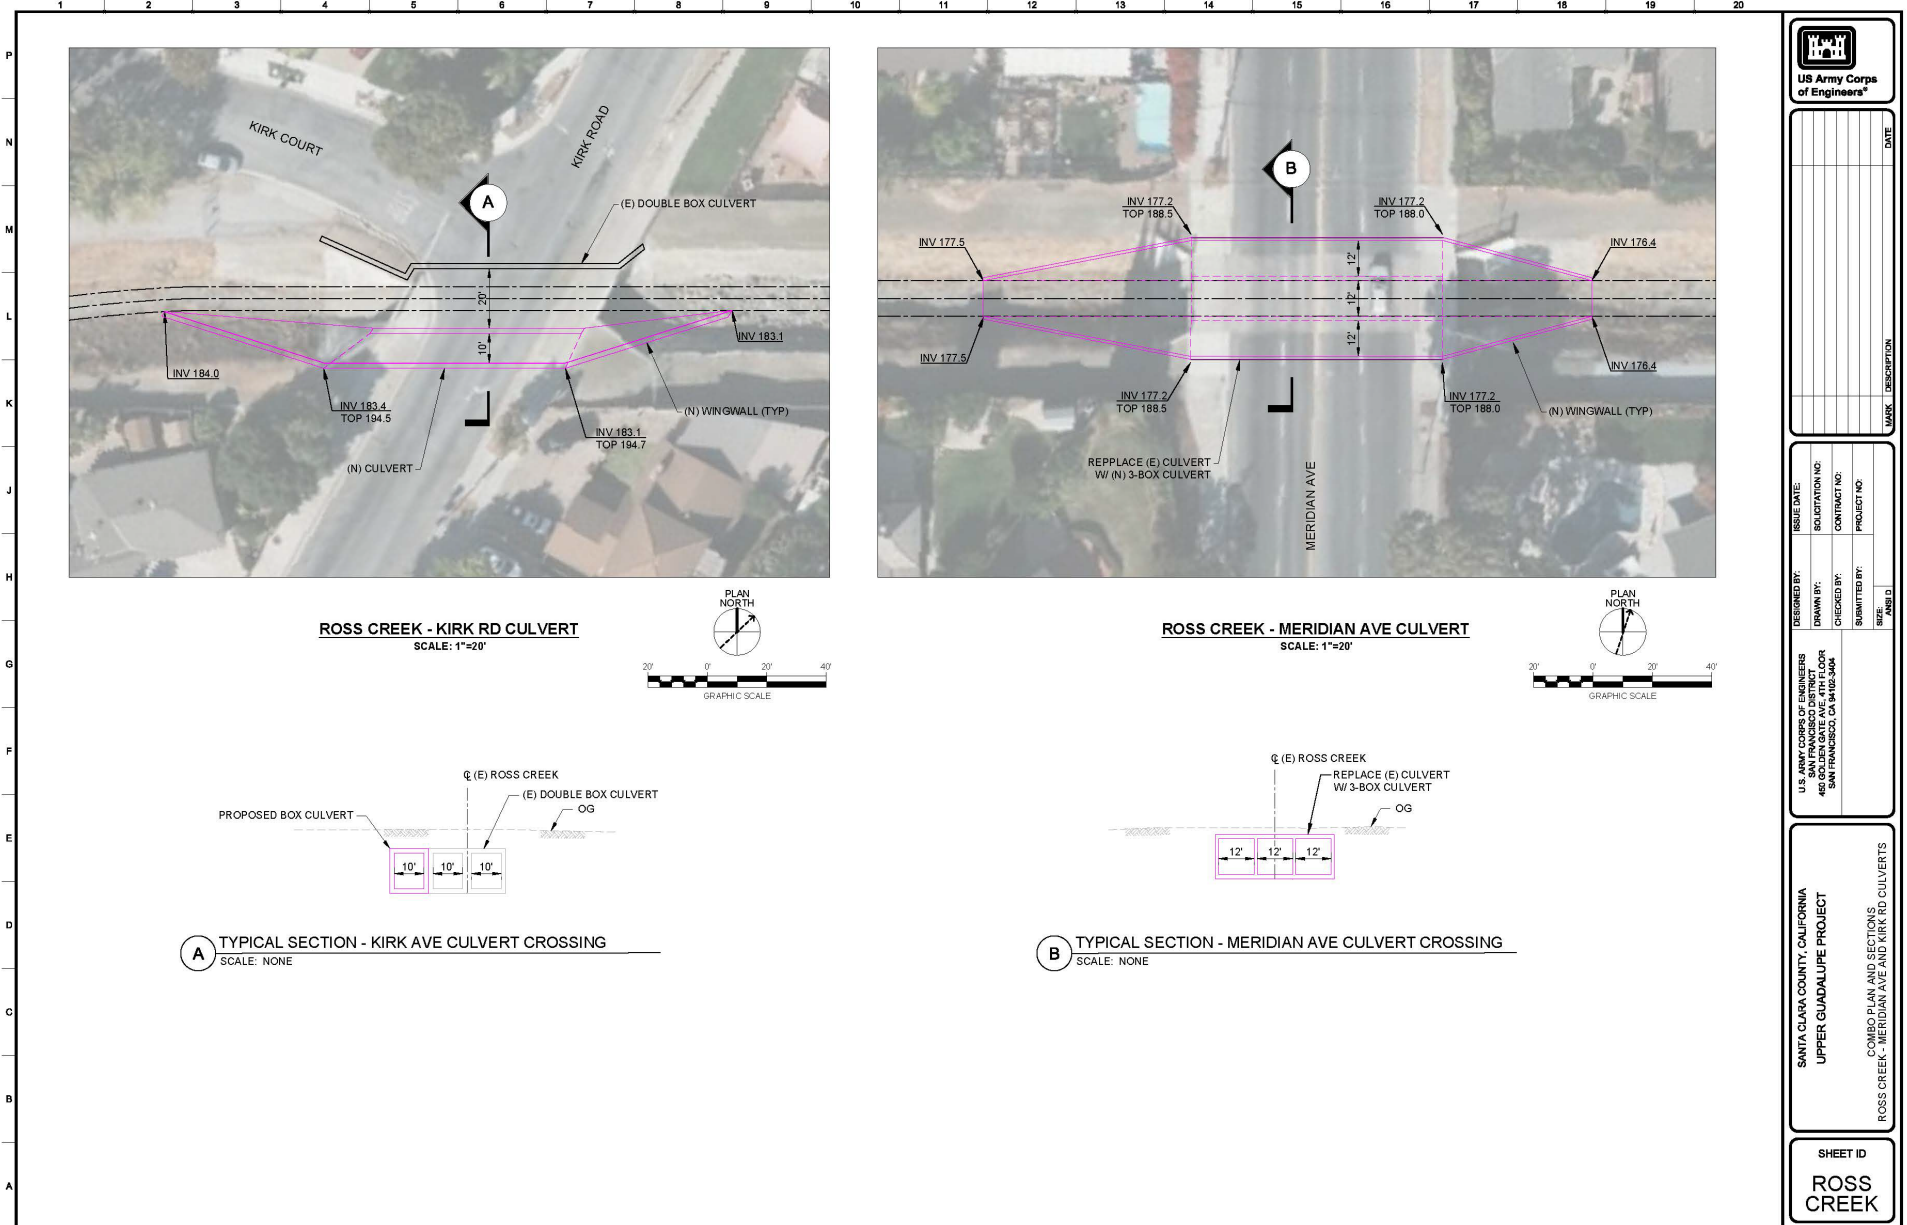 1 2 3 4 5 6 7 8 9 10 11 12 13 14 15 16 17 18 19 20
P
N
M
L
K
J
H
G
F
E
D
C
B
A
KIRK COURT
KIRK ROAD
A
(E) DOUBLE BOX CULVERT
20'
10'
INV 184.0
INV 183.1
INV 183.4
TOP 194.5
INV 183.1
TOP 194.7
(N) WINGWALL (TYP)
(N) CULVERT
ROSS CREEK - KIRK RD CULVERT
SCALE: 1"=20'
PLAN
NORTH
20' 0' 20' 40'
GRAPHIC SCALE
B
INV 177.2
TOP 188.5
INV 177.2
TOP 188.0
INV 177.5
INV 176.4
12'
12'
12'
INV 177.5
INV 176.4
INV 177.2
TOP 188.5
INV 177.2
TOP 188.0
(N) WINGWALL (TYP)
REPPLACE (E) CULVERT
W/ (N) 3-BOX CULVERT
MERIDIAN AVE
ROSS CREEK - MERIDIAN AVE CULVERT
SCALE: 1"=20'
PLAN
NORTH
20' 0' 20' 40'
GRAPHIC SCALE
℄ (E) ROSS CREEK
(E) DOUBLE BOX CULVERT
OG
PROPOSED BOX CULVERT
10' 10' 10'
A
TYPICAL SECTION - KIRK AVE CULVERT CROSSING
SCALE: NONE
℄ (E) ROSS CREEK
REPLACE (E) CULVERT
W/ 3-BOX CULVERT
OG
12' 12' 12'
B
TYPICAL SECTION - MERIDIAN AVE CULVERT CROSSING
SCALE: NONE
US Army Corps
of Engineers®
MARK DESCRIPTION DATE
DESIGNED BY:
ISSUE DATE:
DRAWN BY:
SOLICITATION NO:
CHECKED BY:
CONTRACT NO:
SUBMITTED BY:
PROJECT NO:
SIZE:
ANSI D
U.S. ARMY CORPS OF ENGINEERS
SAN FRANCISCO DISTRICT
450 GOLDEN GATE AVE, 4TH FLOOR
SAN FRANCISCO, CA 94102-3404
SANTA CLARA COUNTY, CALIFORNIA
UPPER GUADALUPE PROJECT
COMBO PLAN AND SECTIONS
ROSS CREEK - MERIDIAN AVE AND KIRK RD CULVERTS
SHEET ID
ROSS
CREEK